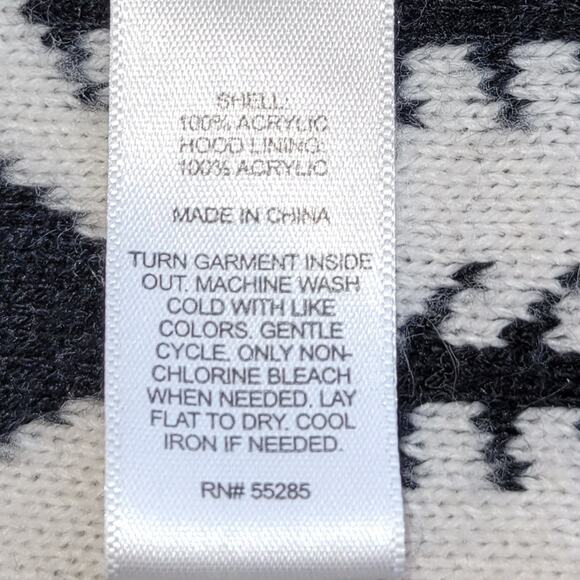 SHELL:
100% ACRYLIC
HOOD LINING:
100% ACRYLIC
MADE IN CHINA
TURN GARMENT INSIDE
OUT. MACHINE WASH
COLD WITH LIKE
COLORS. GENTLE
CYCLE. ONLY NON-
CHLORINE BLEACH
WHEN NEEDED. LAY
FLAT TO DRY. COOL
IRON IF NEEDED.
RN# 55285